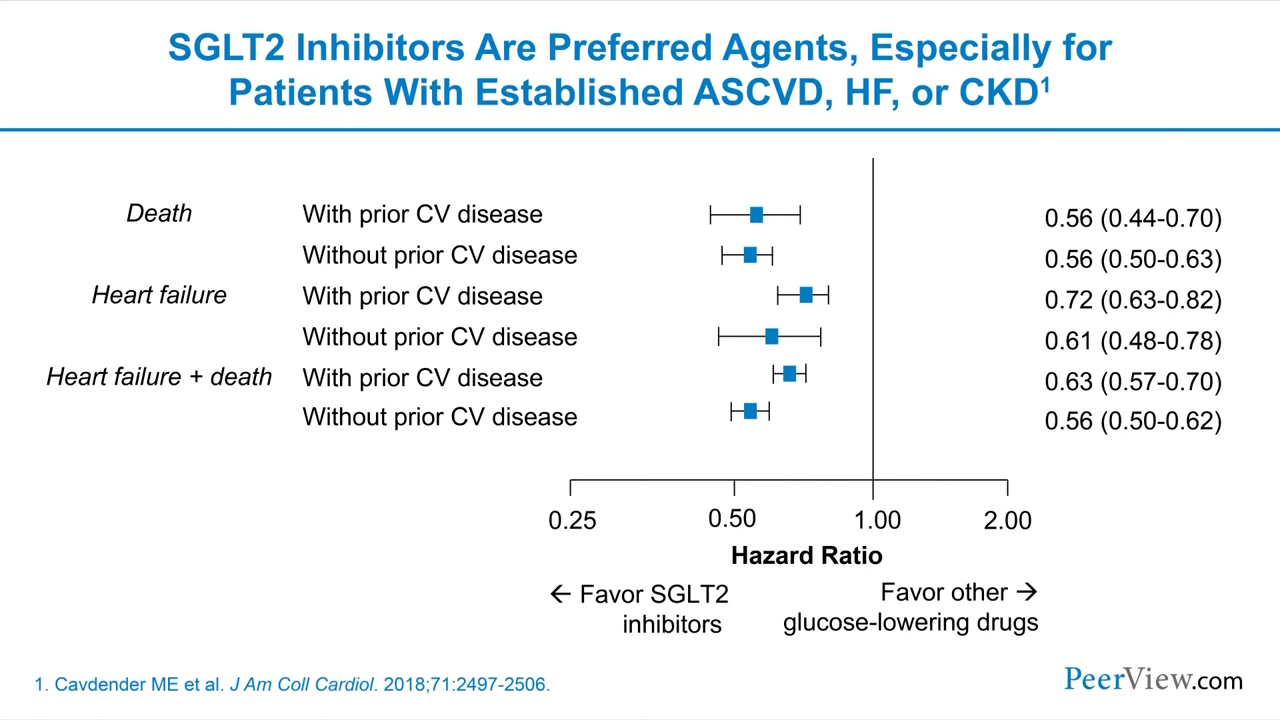 SGLT2 Inhibitors Are Preferred Agents, Especially for
Patients With Established ASCVD, HF, or CKD1
Death With prior CV disease 0.56 (0.44-0.70)
Without prior CV disease 0.56 (0.50-0.63)
Heart failure With prior CV disease 0.72 (0.63-0.82)
Without prior CV disease 0.61 (0.48-0.78)
Heart failure + death With prior CV disease 0.63 (0.57-0.70)
Without prior CV disease 0.56 (0.50-0.62)
0.25 0.50 1.00 2.00
Hazard Ratio
← Favor SGLT2
inhibitors
Favor other →
glucose-lowering drugs
1. Cavdender ME et al. J Am Coll Cardiol. 2018;71:2497-2506.
PeerView.com